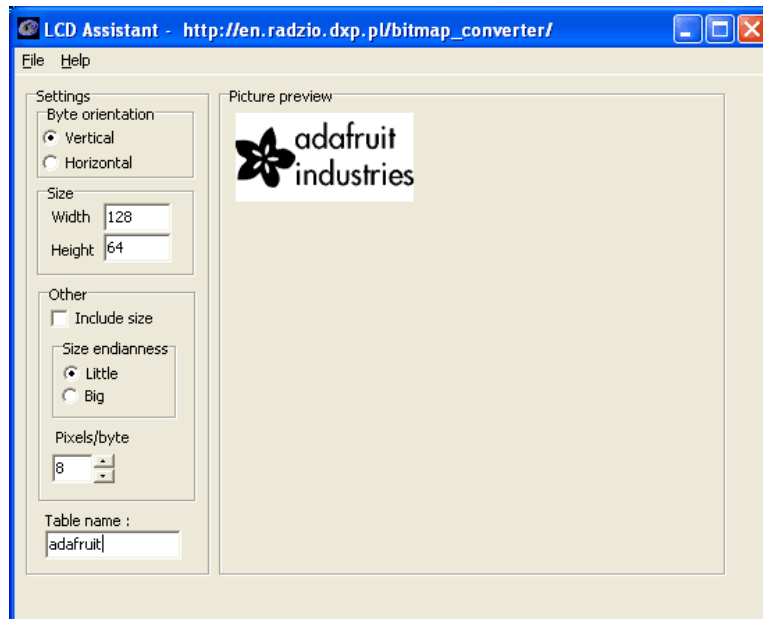 LCD Assistant - http://en.radzio.dxp.pl/bitmap_converter/
File Help
Settings
Byte orientation
Vertical
Horizontal
Size
Width 128
Height 64
Other
Include size
Size endianness
Little
Big
Pixels/byte
8
Table name :
adafruit
Picture preview
adafruit
industries